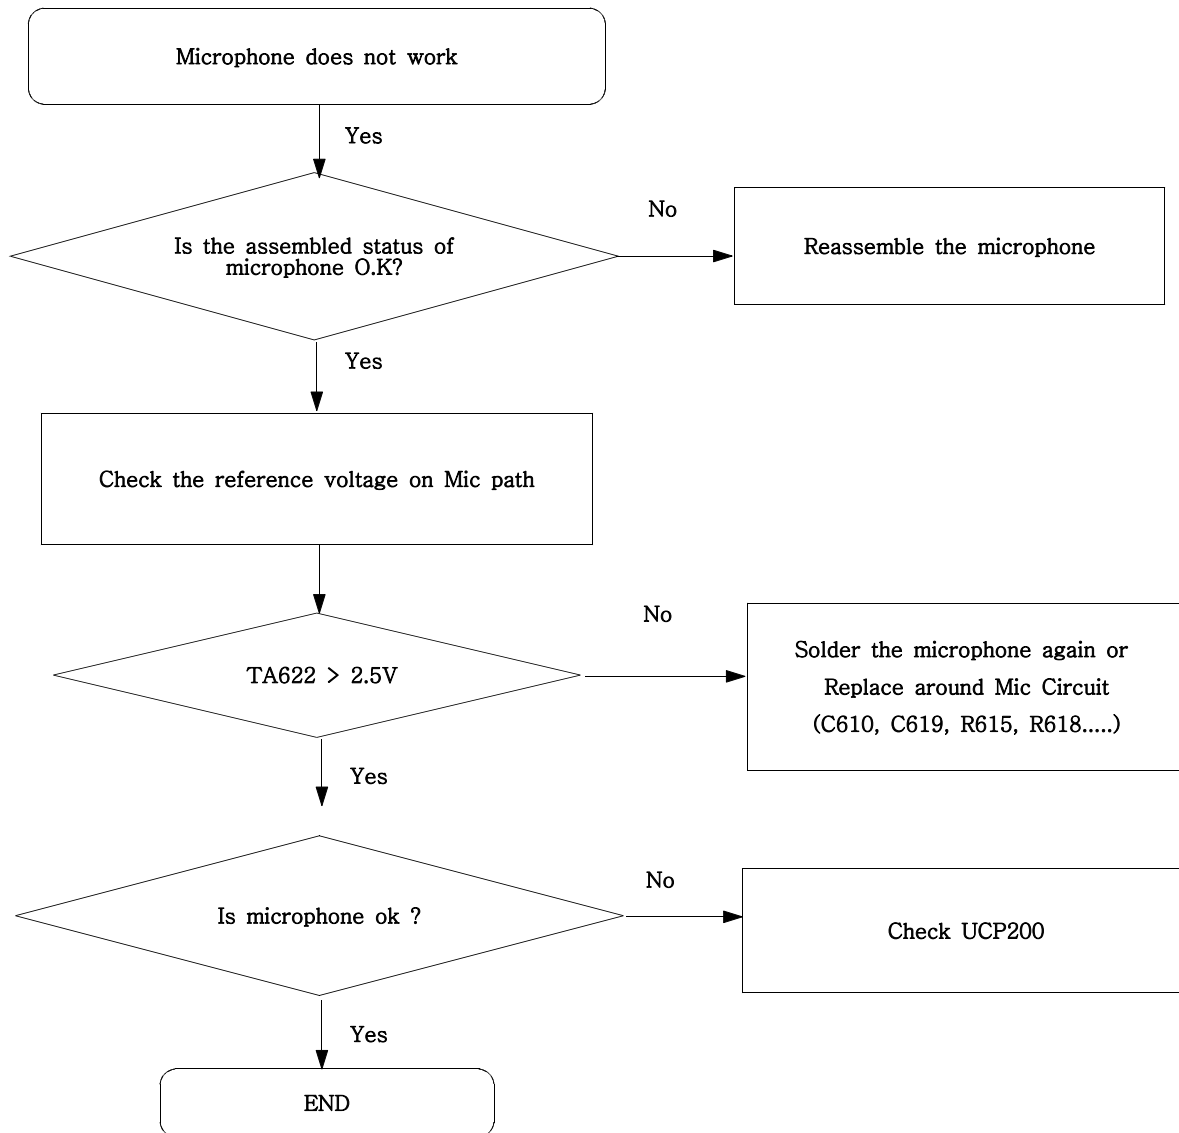 Microphone does not work
Yes
Is the assembled status of
microphone O.K?
No
Reassemble the microphone
Yes
Check the reference voltage on Mic path
TA622 > 2.5V
No
Solder the microphone again or
Replace around Mic Circuit
(C610, C619, R615, R618.....)
Yes
Is microphone ok ?
No
Check UCP200
Yes
END